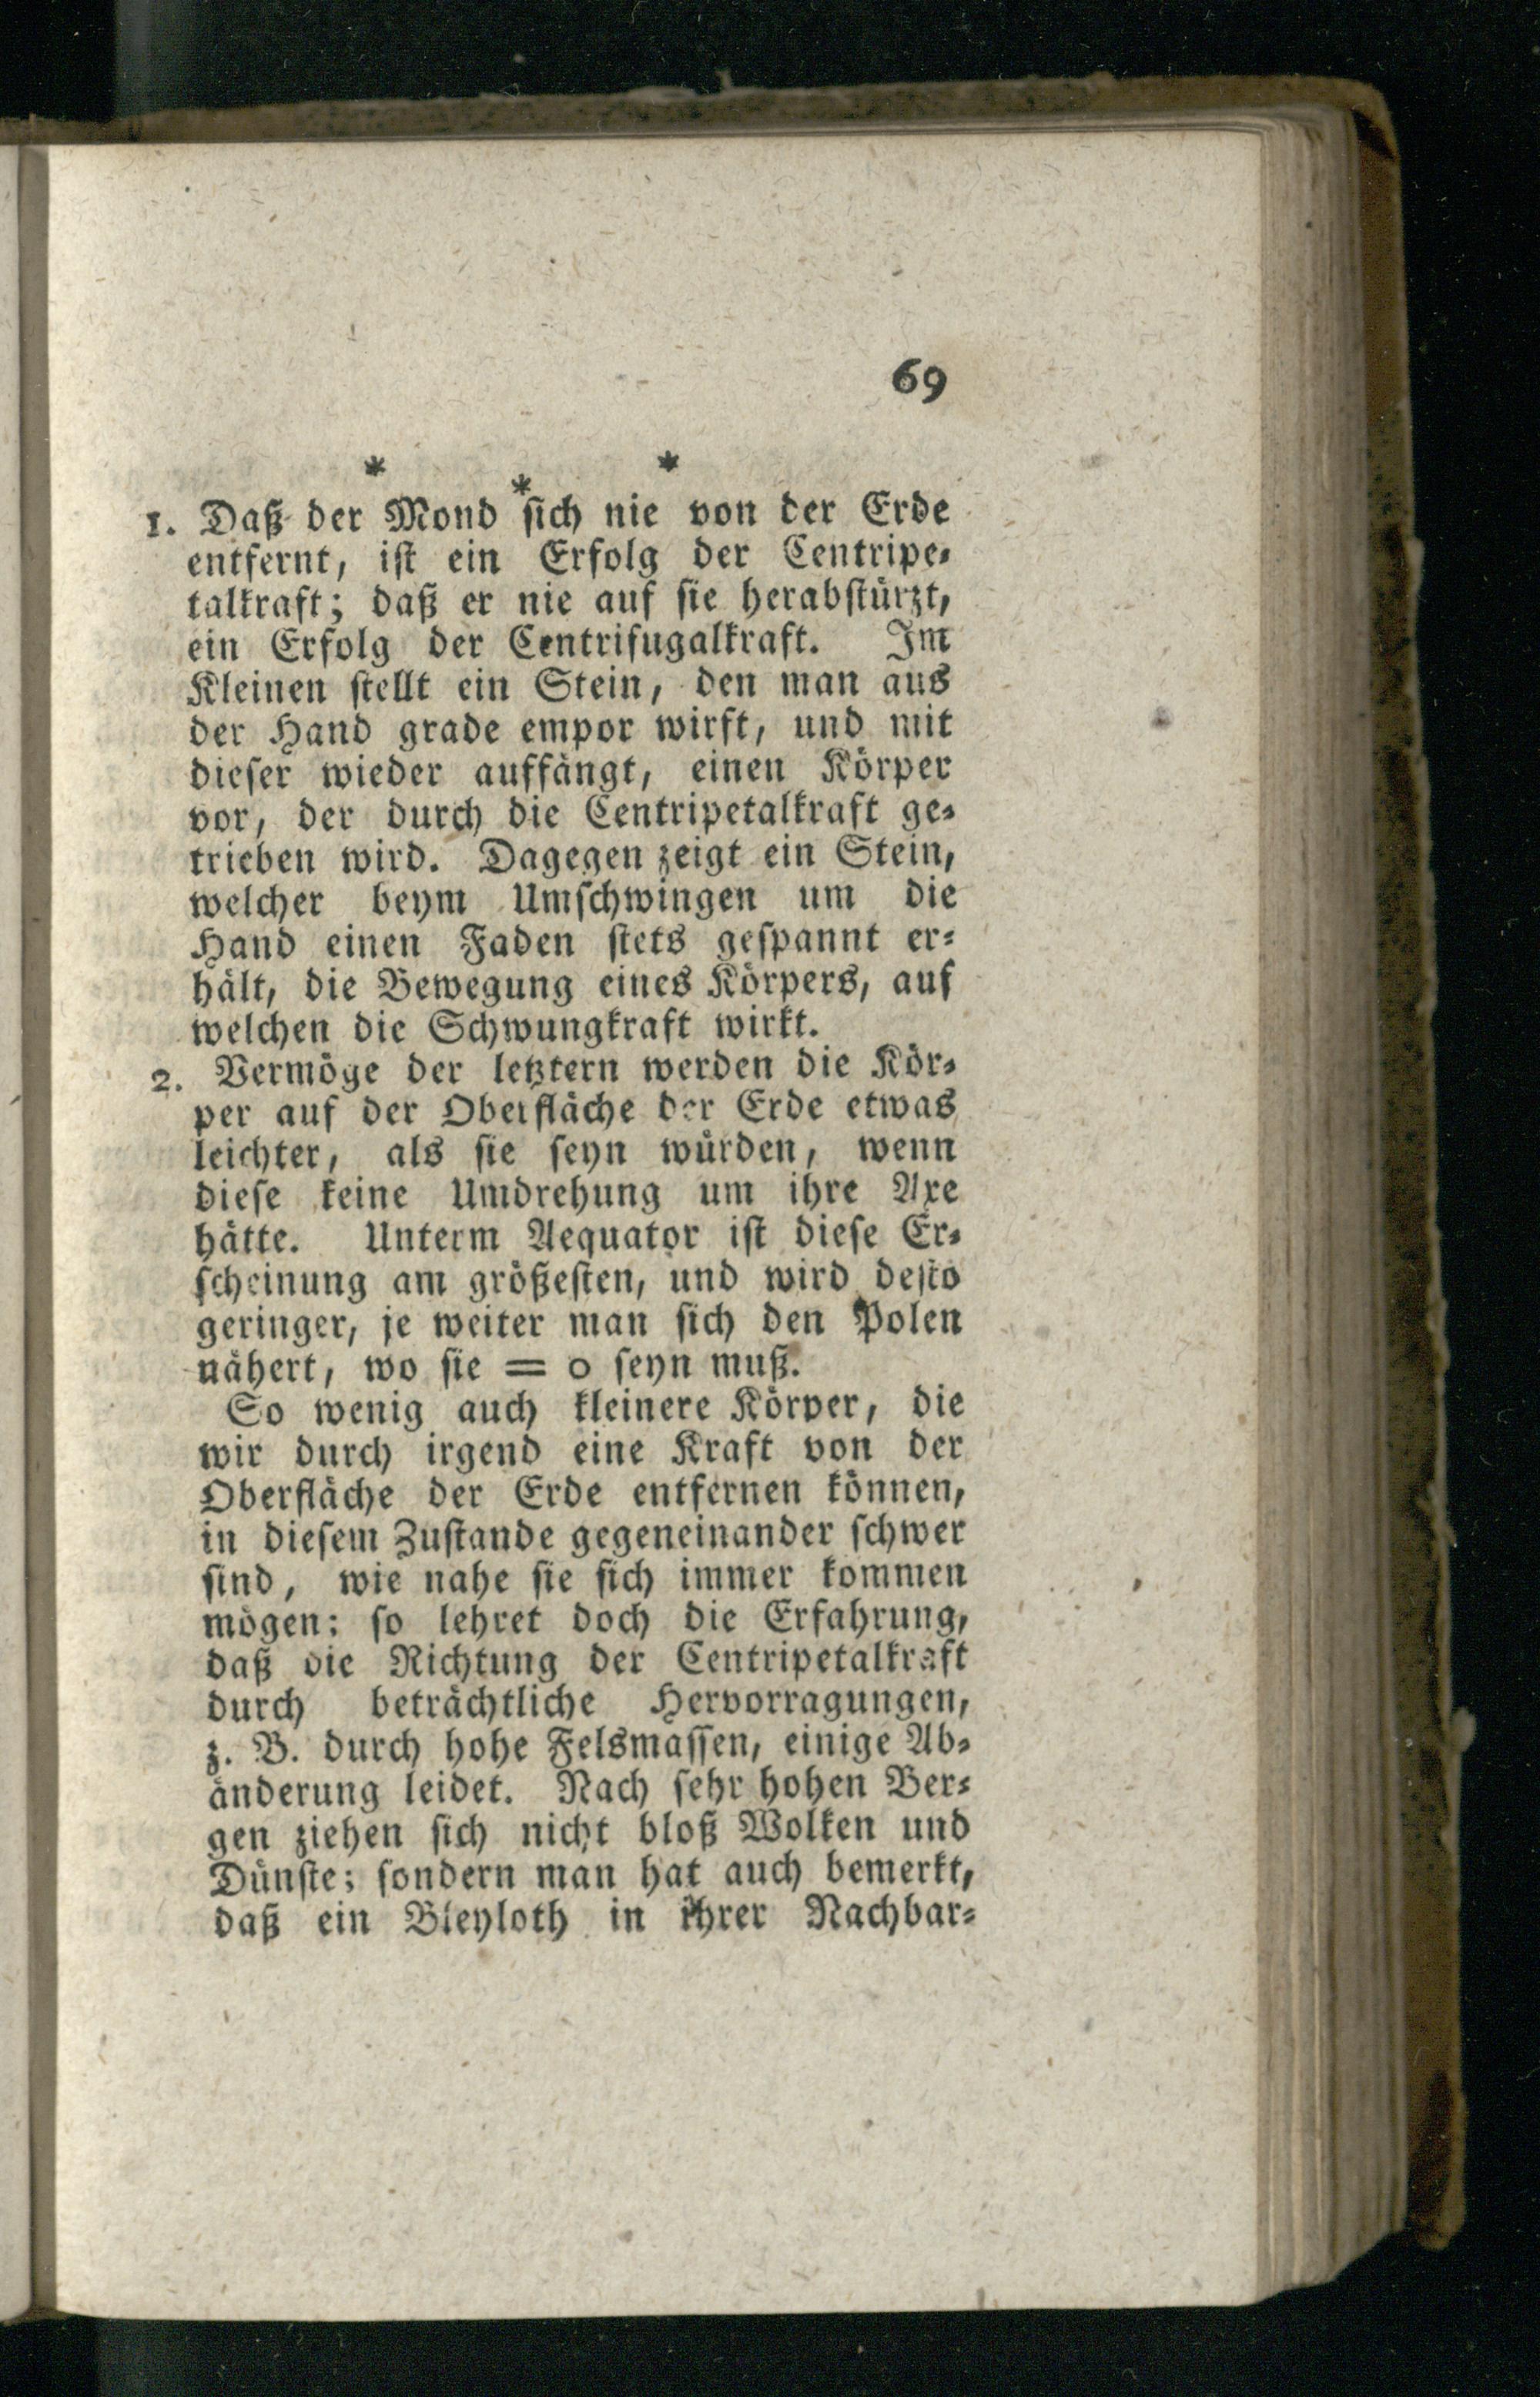 69
* * *
1. Daß der Mond ſich nie von der Erde
entfernt, iſt ein Erfolg der Centripe⸗
talkraft; daß er nie auf ſie herabſtürzt,
ein Erfolg der Centrifugalkraft. Im
Kleinen ſtellt ein Stein, den man aus
der Hand grade empor wirft, und mit
dieſer wieder auffängt, einen Körper
vor, der durch die Centripetalkraft ge⸗
trieben wird. Dagegen zeigt ein Stein,
welcher beym Umſchwingen um die
Hand einen Faden ſtets geſpannt er⸗
hält, die Bewegung eines Körpers, auf
welchen die Schwungkraft wirkt.
2. Vermöge der letztern werden die Kör⸗
per auf der Oberfläche der Erde etwas
leichter, als ſie ſeyn würden, wenn
dieſe keine Umdrehung um ihre Axe
hätte. Unterm Aequator iſt dieſe Er⸗
ſcheinung am größeſten, und wird deſto
geringer, je weiter man ſich den Polen
nähert, wo ſie = 0 ſeyn muß.
So wenig auch kleinere Körper, die
wir durch irgend eine Kraft von der
Oberfläche der Erde entfernen können,
in dieſem Zuſtande gegeneinander ſchwer
ſind, wie nahe ſie ſich immer kommen
mögen: ſo lehret doch die Erfahrung,
daß die Richtung der Centripetalkraft
durch beträchtliche Hervorragungen,
z. B. durch hohe Felsmaſſen, einige Ab⸗
änderung leidet. Nach ſehr hohen Ber⸗
gen ziehen ſich nicht bloß Wolken und
Dünſte; ſondern man hat auch bemerkt,
daß ein Bleyloth in ihrer Nachbar⸗